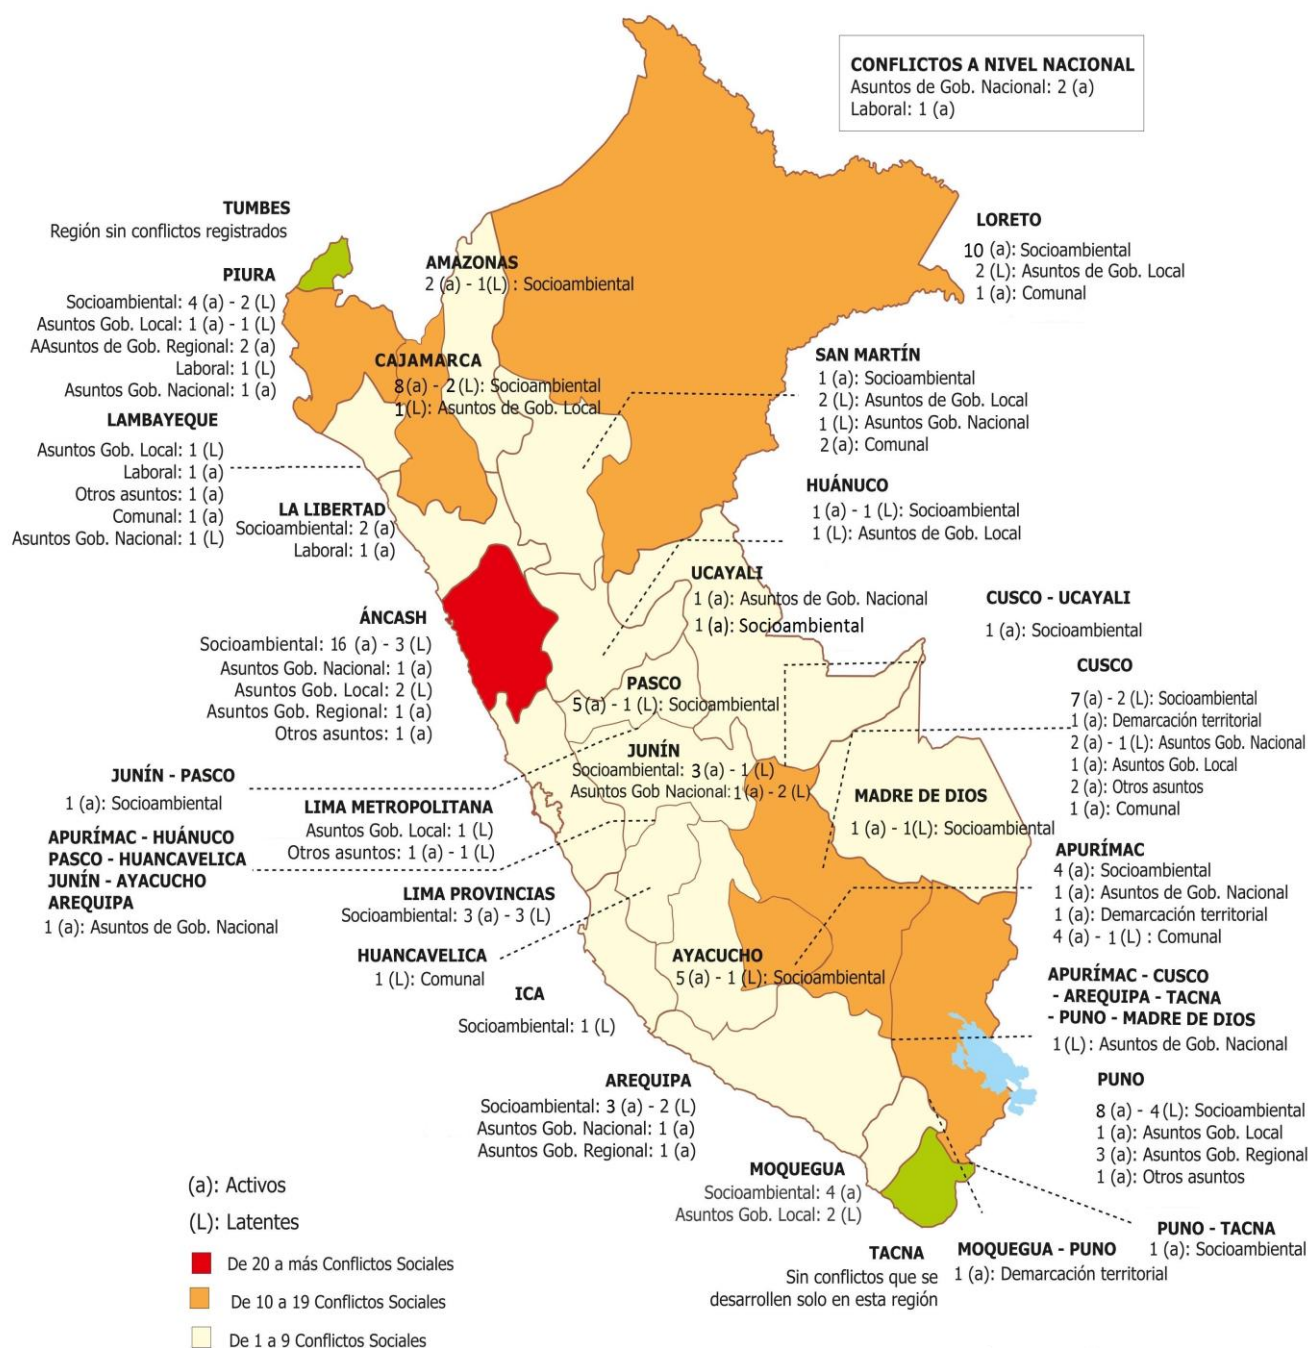 CONFLICTOS A NIVEL NACIONAL
Asuntos de Gob. Nacional: 2 (a)
Laboral: 1 (a)
TUMBES
Región sin conflictos registrados
PIURA
Socioambiental: 4 (a) - 2 (L)
Asuntos Gob. Local: 1 (a) - 1 (L)
AAsuntos de Gob. Regional: 2 (a)
Laboral: 1 (L)
Asuntos Gob. Nacional: 1 (a)
LAMBAYEQUE
Asuntos Gob. Local: 1 (L)
Laboral: 1 (a)
Otros asuntos: 1 (a)
Comunal: 1 (a)
Asuntos Gob. Nacional: 1 (L)
AMAZONAS
2 (a) - 1(L) : Socioambiental
CAJAMARCA
8 (a) - 2 (L): Socioambiental
1 (L): Asuntos de Gob. Local
LORETO
10 (a): Socioambiental
2 (L): Asuntos de Gob. Local
1 (a): Comunal
SAN MARTÍN
1 (a): Socioambiental
2 (L): Asuntos de Gob. Local
1 (L): Asuntos Gob. Nacional
2 (a): Comunal
HUÁNUCO
1 (a) - 1 (L): Socioambiental
1 (L): Asuntos de Gob. Local
LA LIBERTAD
Socioambiental: 2 (a)
Laboral: 1 (a)
UCAYALI
1 (a): Asuntos de Gob. Nacional
1 (a): Socioambiental
CUSCO - UCAYALI
1 (a): Socioambiental
ÁNCASH
Socioambiental: 16 (a) - 3 (L)
Asuntos Gob. Nacional: 1 (a)
Asuntos Gob. Local: 2 (L)
Asuntos Gob. Regional: 1 (a)
Otros asuntos: 1 (a)
CUSCO
7 (a) - 2 (L): Socioambiental
1 (a): Demarcación territorial
2 (a) - 1 (L): Asuntos Gob. Nacional
1 (a): Asuntos Gob. Local
2 (a): Otros asuntos
1 (a): Comunal
PASCO
5 (a) - 1 (L): Socioambiental
JUNÍN
Socioambiental: 3 (a) - 1 (L)
Asuntos Gob Nacional: 1 (a) - 2 (L)
JUNÍN - PASCO
1 (a): Socioambiental
LIMA METROPOLITANA
Asuntos Gob. Local: 1 (L)
Otros asuntos: 1 (a) - 1 (L)
MADRE DE DIOS
1 (a) - 1(L): Socioambiental
APURÍMAC - HUÁNUCO
PASCO - HUANCAVELICA
JUNÍN - AYACUCHO
AREQUIPA
1 (a): Asuntos de Gob. Nacional
APURÍMAC
4 (a): Socioambiental
1 (a): Asuntos de Gob. Nacional
1 (a): Demarcación territorial
4 (a) - 1 (L) : Comunal
LIMA PROVINCIAS
Socioambiental: 3 (a) - 3 (L)
HUANCAVELICA
1 (L): Comunal
AYACUCHO
5 (a) - 1 (L): Socioambiental
ICA
Socioambiental: 1 (L)
APURÍMAC - CUSCO
- AREQUIPA - TACNA
- PUNO - MADRE DE DIOS
1 (L): Asuntos de Gob. Nacional
AREQUIPA
Socioambiental: 3 (a) - 2 (L)
Asuntos Gob. Nacional: 1 (a)
Asuntos Gob. Regional: 1 (a)
PUNO
8 (a) - 4 (L): Socioambiental
1 (a): Asuntos Gob. Local
3 (a): Asuntos Gob. Regional
1 (a): Otros asuntos
MOQUEGUA
Socioambiental: 4 (a)
Asuntos Gob. Local: 2 (L)
PUNO - TACNA
1 (a): Socioambiental
TACNA
Sin conflictos que se
desarrollen solo en esta región
MOQUEGUA - PUNO
1 (a): Demarcación territorial
(a): Activos
(L): Latentes
De 20 a más Conflictos Sociales
De 10 a 19 Conflictos Sociales
De 1 a 9 Conflictos Sociales